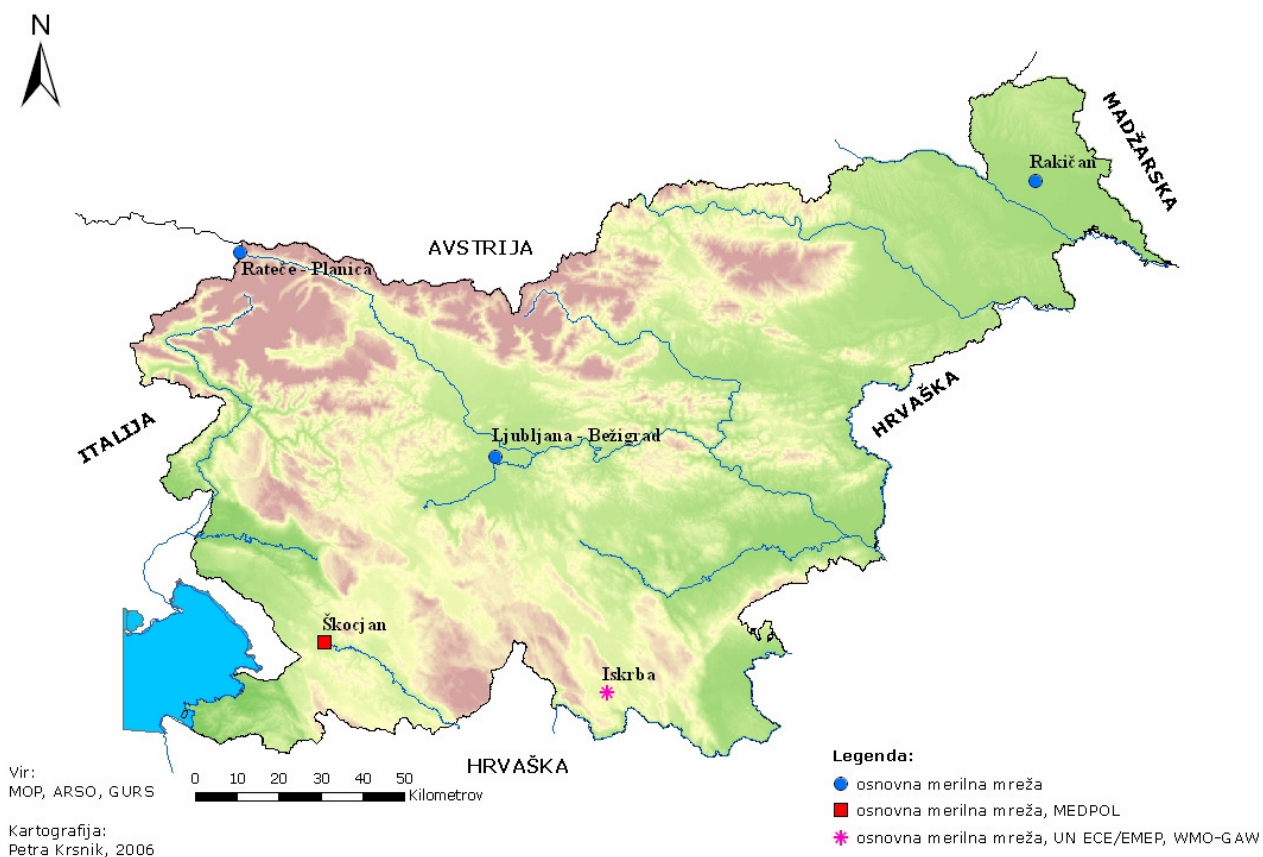 N
MADŽARSKA
Rakičan
AVSTRIJA
Rateče - Planica
HRVAŠKA
ITALIJA
Ljubljana - Bežigrad
Škocjan
Iskrba
HRVAŠKA
Vir:
MOP, ARSO, GURS
0 10 20 30 40 50
Kilometrov
Kartografija:
Petra Krsnik, 2006
Legenda:
osnovna merilna mreža
osnovna merilna mreža, MEDPOL
osnovna merilna mreža, UN ECE/EMEP, WMO-GAW